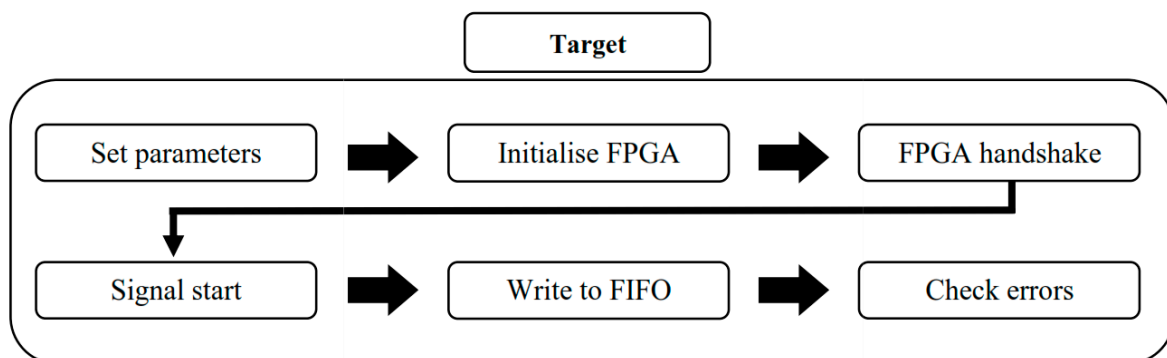 Target
Set parameters
Initialise FPGA
FPGA handshake
Signal start
Write to FIFO
Check errors